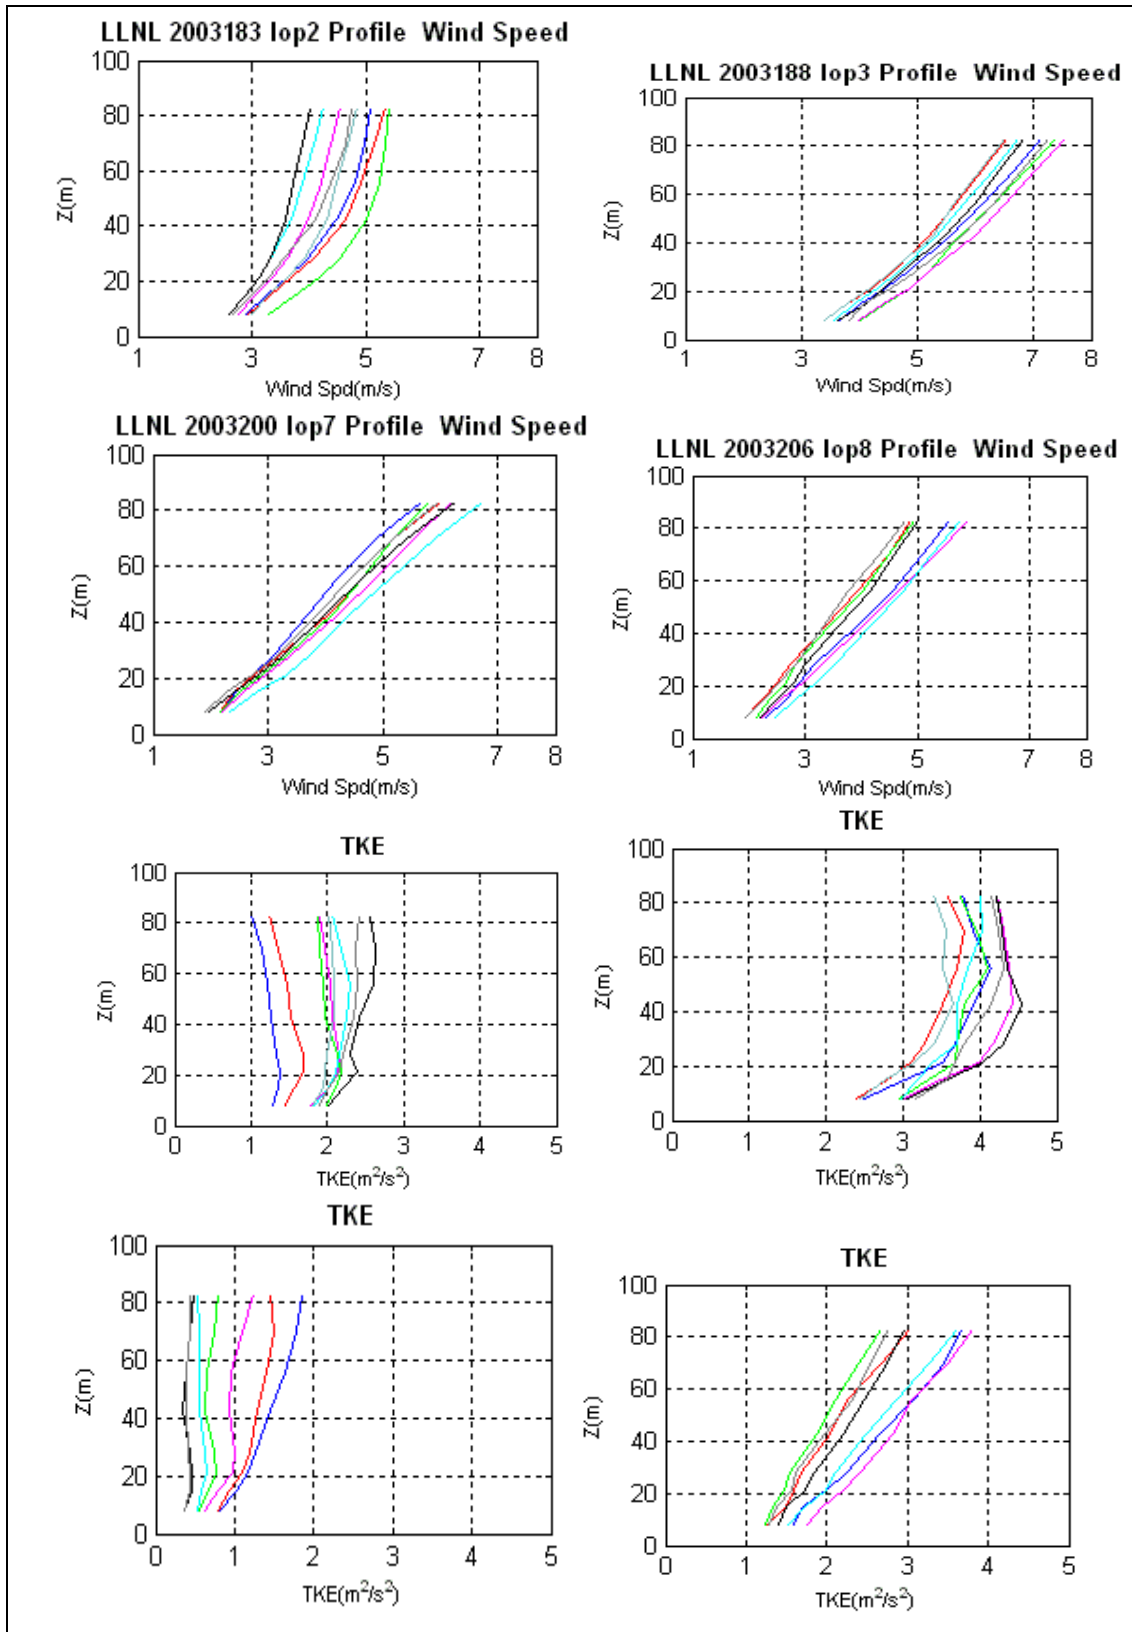 LLNL 2003183 Iop2 Profile  Wind Speed
100
80
60
40
20
0
Z(m)
1 3 5 7 8
Wind Spd(m/s)
LLNL 2003188 Iop3 Profile  Wind Speed
100
80
60
40
20
0
Z(m)
1 3 5 7 8
Wind Spd(m/s)
LLNL 2003200 Iop7 Profile  Wind Speed
100
80
60
40
20
0
Z(m)
1 3 5 7 8
Wind Spd(m/s)
LLNL 2003206 Iop8 Profile  Wind Speed
100
80
60
40
20
0
Z(m)
1 3 5 7 8
Wind Spd(m/s)
TKE
100
80
60
40
20
0
Z(m)
0 1 2 3 4 5
TKE(m²/s²)
TKE
100
80
60
40
20
0
Z(m)
0 1 2 3 4 5
TKE(m²/s²)
TKE
100
80
60
40
20
0
Z(m)
0 1 2 3 4 5
TKE(m²/s²)
TKE
100
80
60
40
20
0
Z(m)
0 1 2 3 4 5
TKE(m²/s²)